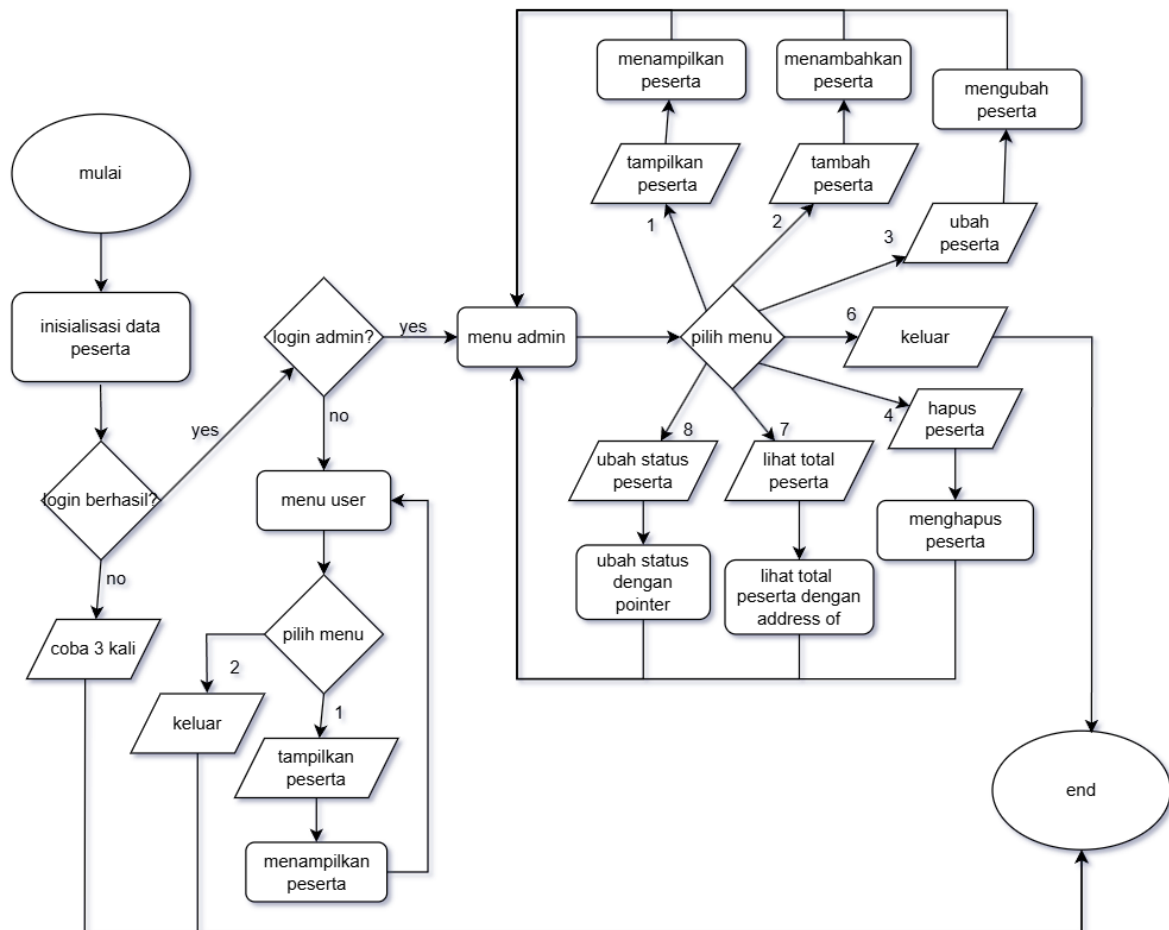 mulai
inisialisasi data
peserta
login berhasil?
yes
no
coba 3 kali
login admin?
yes
no
menu user
pilih menu
2
keluar
1
tampilkan
peserta
menampilkan
peserta
menu admin
pilih menu
1
tampilkan
peserta
menampilkan
peserta
2
tambah
peserta
menambahkan
peserta
3
ubah
peserta
mengubah
peserta
6
keluar
4
hapus
peserta
menghapus
peserta
7
lihat total
peserta
lihat total
peserta dengan
address of
8
ubah status
peserta
ubah status
dengan
pointer
end